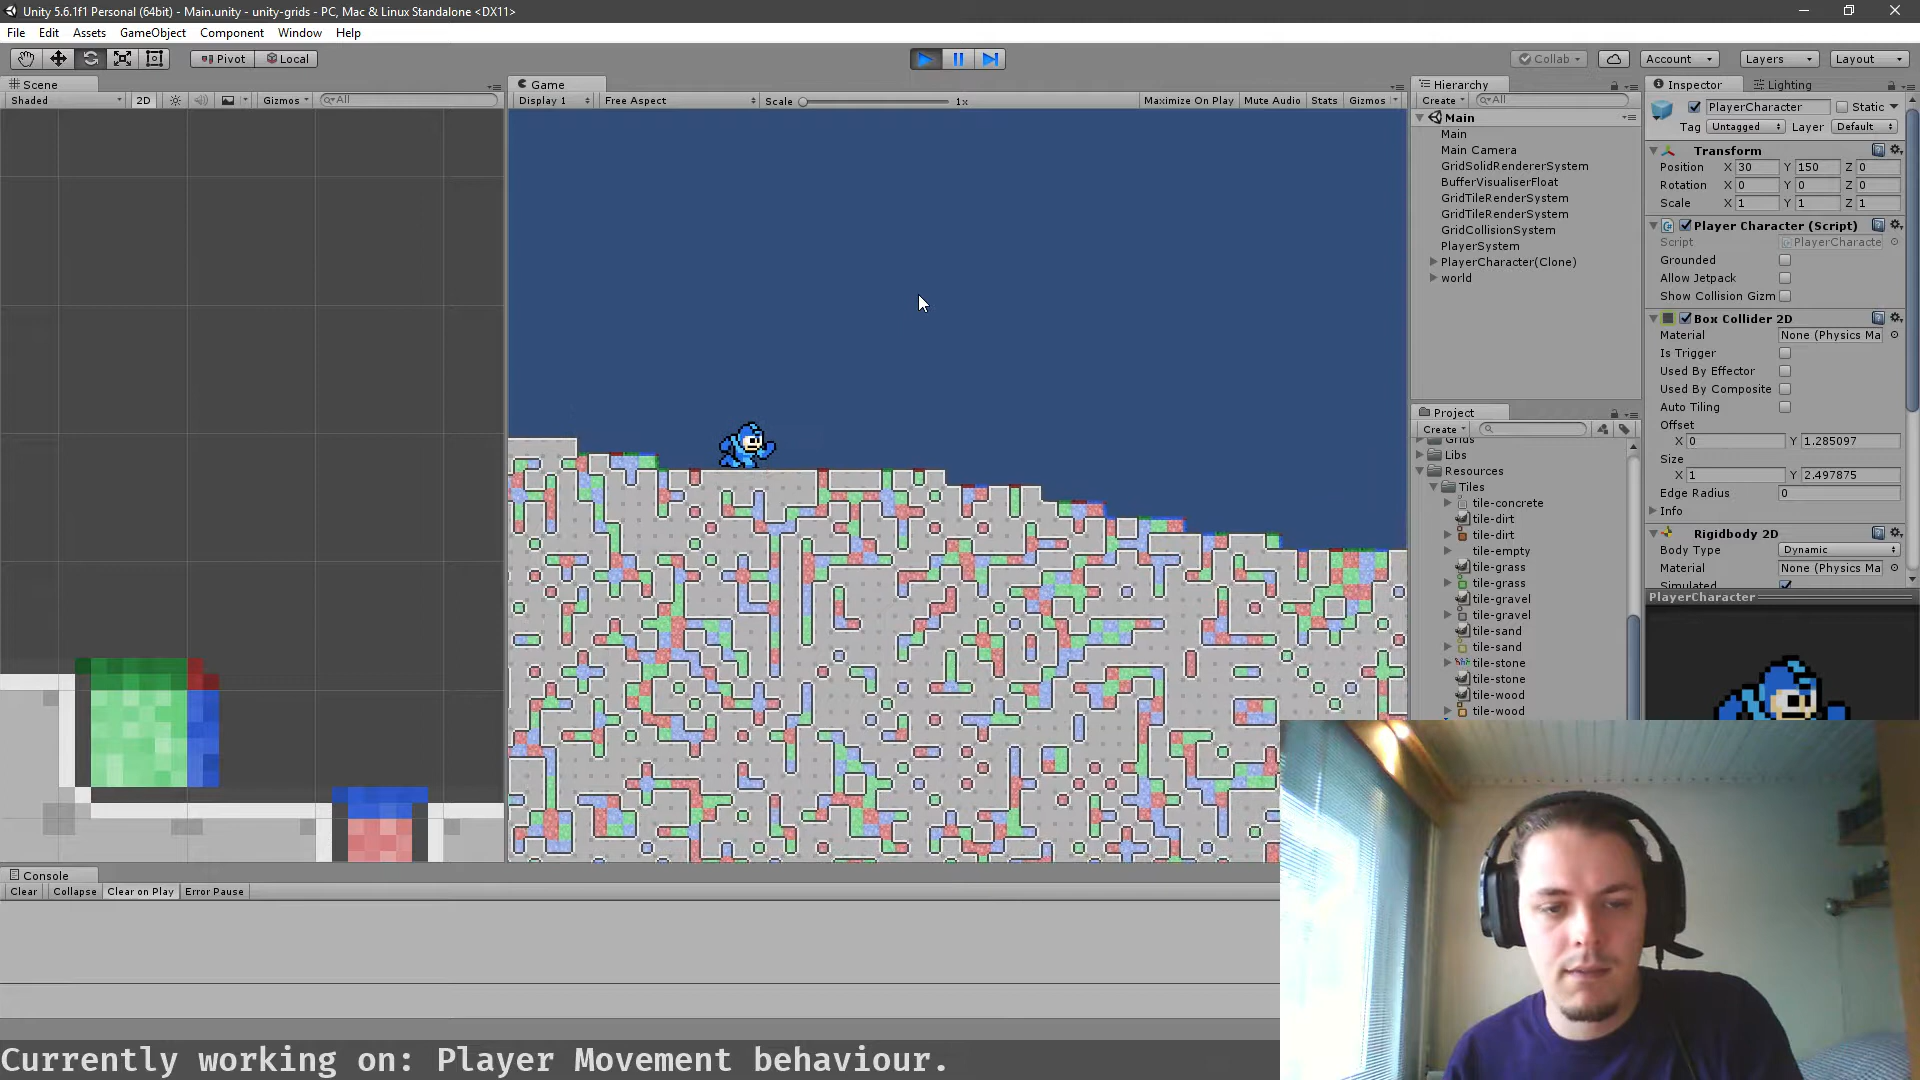 Unity 5.6.1f1 Personal (64bit) - Main.unity - unity-grids - PC, Mac & Linux Standalone <DX11>
File Edit Assets GameObject Component Window Help
Pivot Local Collab Account Layers Layout
Scene Game Hierarchy Inspector Lighting
Shaded 2D Gizmos All Display 1 Free Aspect Scale 1x Maximize On Play Mute Audio Stats Gizmos Create All
PlayerCharacter Static
Tag Untagged Layer Default
Main
Main
Main Camera
GridSolidRendererSystem
BufferVisualiserFloat
GridTileRenderSystem
GridTileRenderSystem
GridCollisionSystem
PlayerSystem
PlayerCharacter(Clone)
world
Transform
Position X 30 Y 150 Z 0
Rotation X 0 Y 0 Z 0
Scale X 1 Y 1 Z 1
Player Character (Script)
Script PlayerCharacte
Grounded
Allow Jetpack
Show Collision Gizm
Box Collider 2D
Material None (Physics Ma
Is Trigger
Used By Effector
Used By Composite
Auto Tiling
Offset
X 0 Y 1.285097
Size
X 1 Y 2.497875
Edge Radius 0
Info
Rigidbody 2D
Body Type Dynamic
Material None (Physics Ma
Simulated
PlayerCharacter
Project
Create
Grids
Libs
Resources
Tiles
tile-concrete
tile-dirt
tile-dirt
tile-empty
tile-grass
tile-grass
tile-gravel
tile-gravel
tile-sand
tile-sand
tile-stone
tile-stone
tile-wood
tile-wood
Console
Clear Collapse Clear on Play Error Pause
Currently working on: Player Movement behaviour.